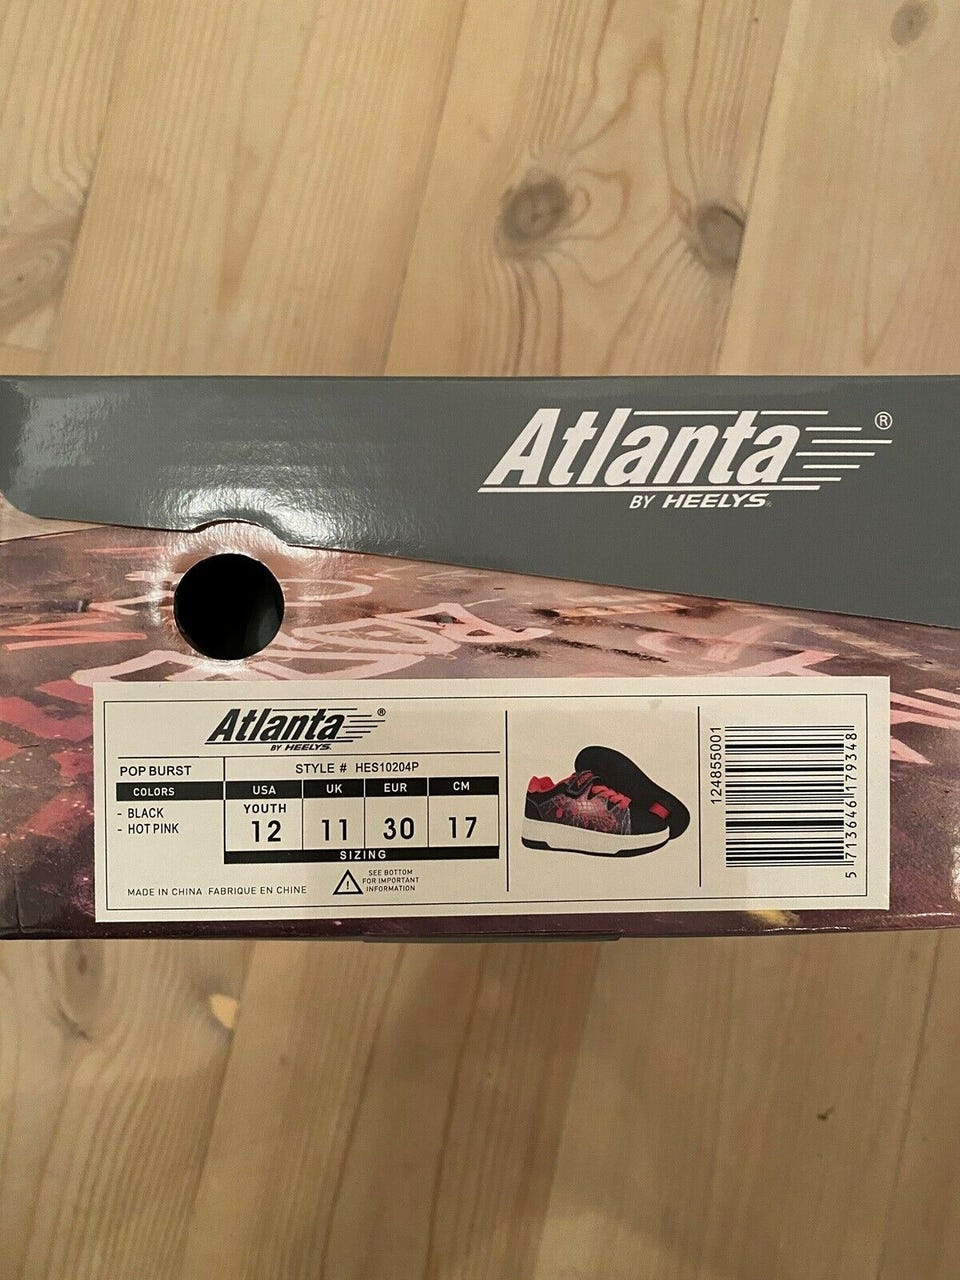 Atlanta®
BY HEELYS®
Atlanta®
BY HEELYS®
POP BURST
STYLE # HES10204P
COLORS
USA UK EUR CM
- BLACK
- HOT PINK
YOUTH
12 11 30 17
SIZING
MADE IN CHINA FABRIQUE EN CHINE
SEE BOTTOM
FOR IMPORTANT
INFORMATION
124855001
5 713646 179348